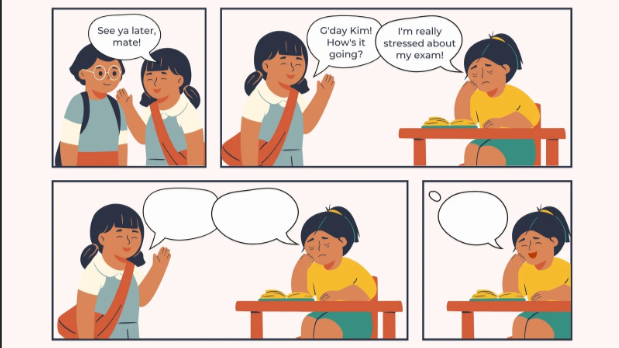 See ya later,
mate!
G'day Kim!
How's it
going?
I'm really
stressed about
my exam!